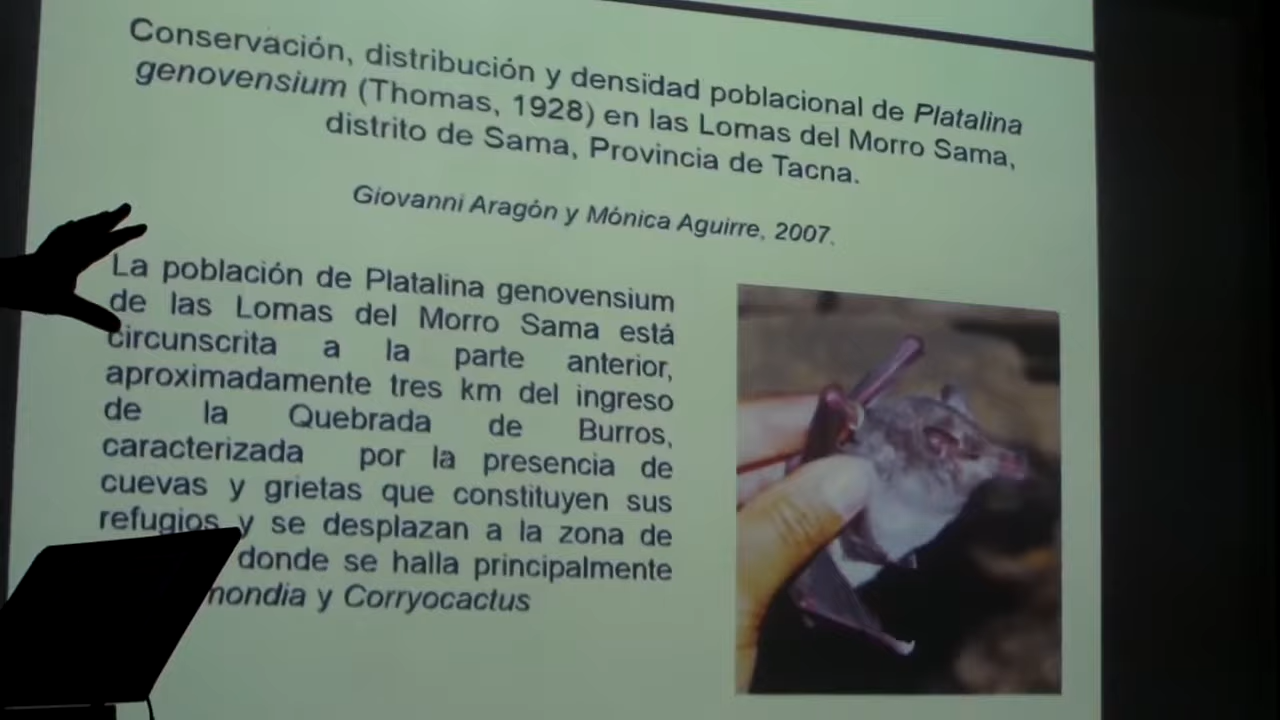 Conservación, distribución y densidad poblacional de Platalina
genovensium (Thomas, 1928) en las Lomas del Morro Sama,
distrito de Sama, Provincia de Tacna.
Giovanni Aragón y Mónica Aguirre, 2007.
La población de Platalina genovensium
de las Lomas del Morro Sama está
circunscrita a la parte anterior,
aproximadamente tres km del ingreso
de la Quebrada de Burros,
caracterizada por la presencia de
cuevas y grietas que constituyen sus
refugios y se desplazan a la zona de
donde se halla principalmente
y Corryocactus